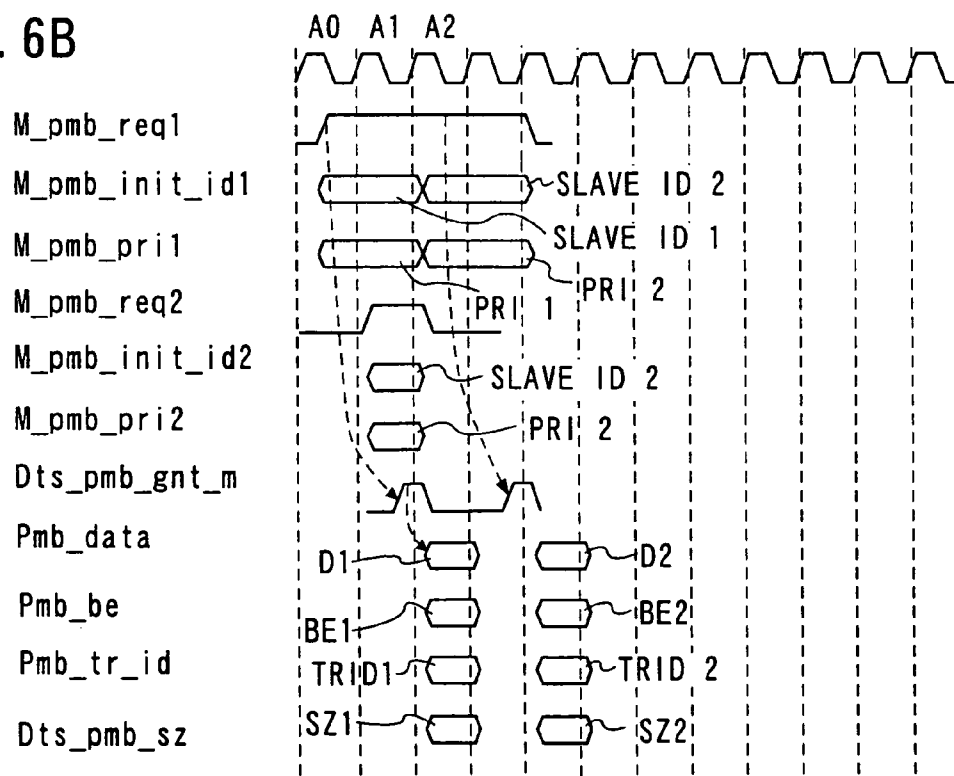 . 6B
A0 A1 A2
M_pmb_req1
M_pmb_init_id1
SLAVE ID 2
SLAVE ID 1
M_pmb_pri1
PRI 1
PRI 2
M_pmb_req2
M_pmb_init_id2
SLAVE ID 2
M_pmb_pri2
PRI 2
Dts_pmb_gnt_m
Pmb_data
D1
D2
Pmb_be
BE1
BE2
Pmb_tr_id
TRID1
TRID 2
Dts_pmb_sz
SZ1
SZ2